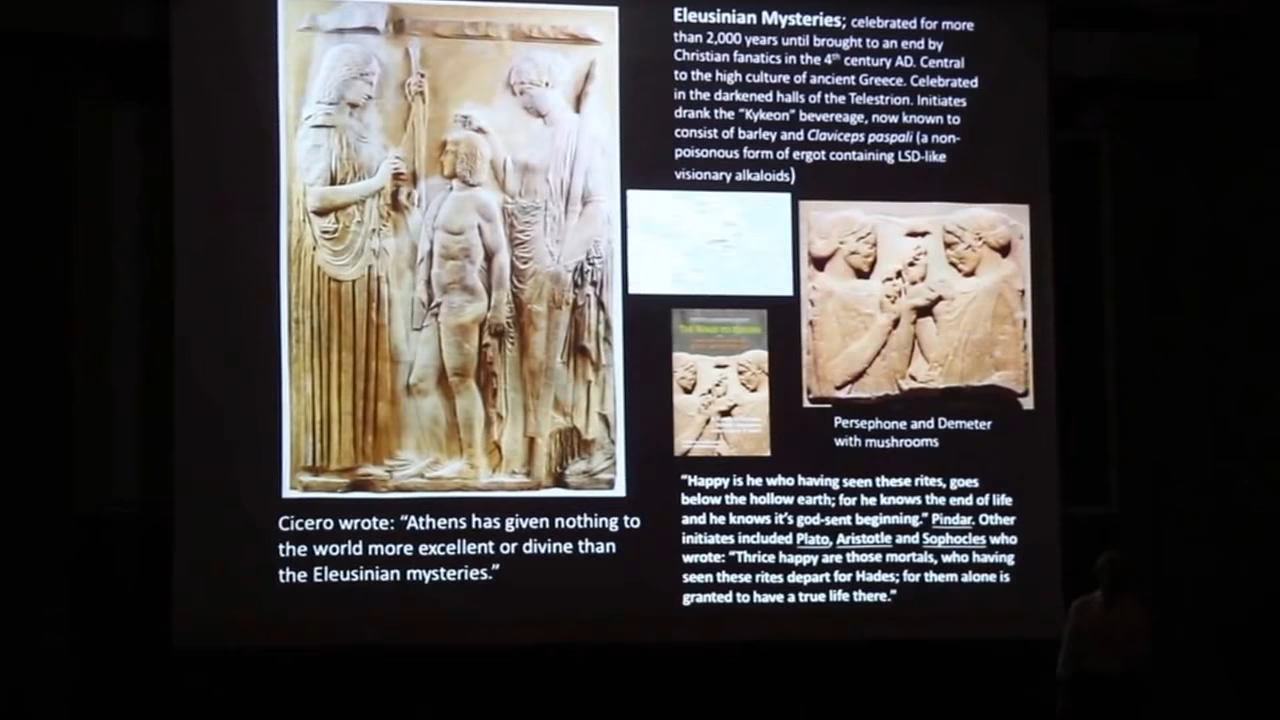 Eleusinian Mysteries; celebrated for more
than 2,000 years until brought to an end by
Christian fanatics in the 4th century AD. Central
to the high culture of ancient Greece. Celebrated
in the darkened halls of the Telestrion. Initiates
drank the "Kykeon" bevereage, now known to
consist of barley and Claviceps paspali (a non-
poisonous form of ergot containing LSD-like
visionary alkaloids)
THE ROAD TO ELEUSIS
Persephone and Demeter
with mushrooms
Cicero wrote: "Athens has given nothing to
the world more excellent or divine than
the Eleusinian mysteries."
"Happy is he who having seen these rites, goes
below the hollow earth; for he knows the end of life
and he knows it's god-sent beginning." Pindar. Other
initiates included Plato, Aristotle and Sophocles who
wrote: "Thrice happy are those mortals, who having
seen these rites depart for Hades; for them alone is
granted to have a true life there."